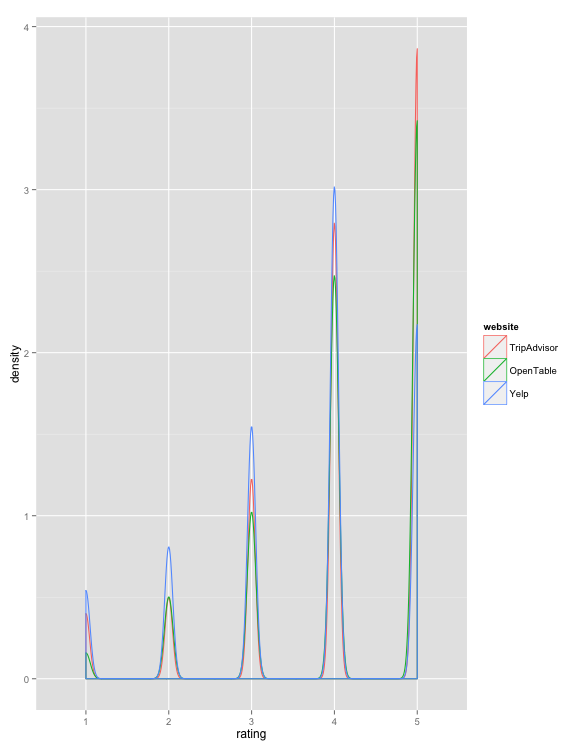 4
3
2
1
0
density
1 2 3 4 5
rating
website
TripAdvisor
OpenTable
Yelp